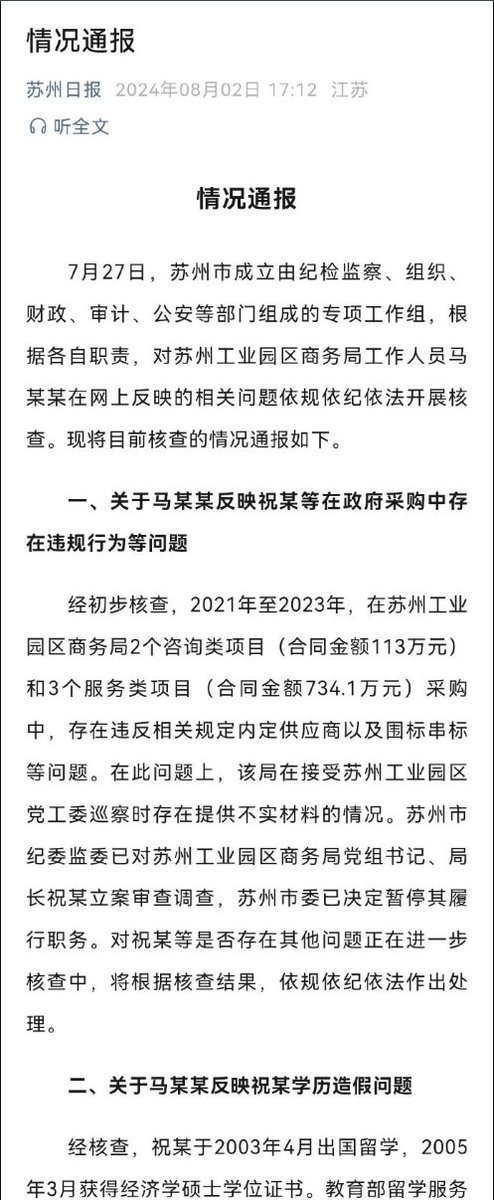 情况通报
苏州日报 2024年08月02日 17:12 江苏
听全文
情况通报
7月27日，苏州市成立由纪检监察、组织、
财政、审计、公安等部门组成的专项工作组，根
据各自职责，对苏州工业园区商务局工作人员马
某某在网上反映的相关问题依规依纪依法开展核
查。现将目前核查的情况通报如下。
一、关于马某某反映祝某等在政府采购中存
在违规行为等问题
经初步核查，2021年至2023年，在苏州工业
园区商务局2个咨询类项目（合同金额113万元）
和3个服务类项目（合同金额734.1万元）采购
中，存在违反相关规定内定供应商以及围标串标
等问题。在此问题上，该局在接受苏州工业园区
党工委巡察时存在提供不实材料的情况。苏州市
纪委监委已对苏州工业园区商务局党组书记、局
长祝某立案审查调查，苏州市委已决定暂停其履
行职务。对祝某等是否存在其他问题正在进一步
核查中，将根据核查结果，依规依纪依法作出处
理。
二、关于马某某反映祝某学历造假问题
经核查，祝某于2003年4月出国留学，2005
年3月获得经济学硕士学位证书。教育部留学服务